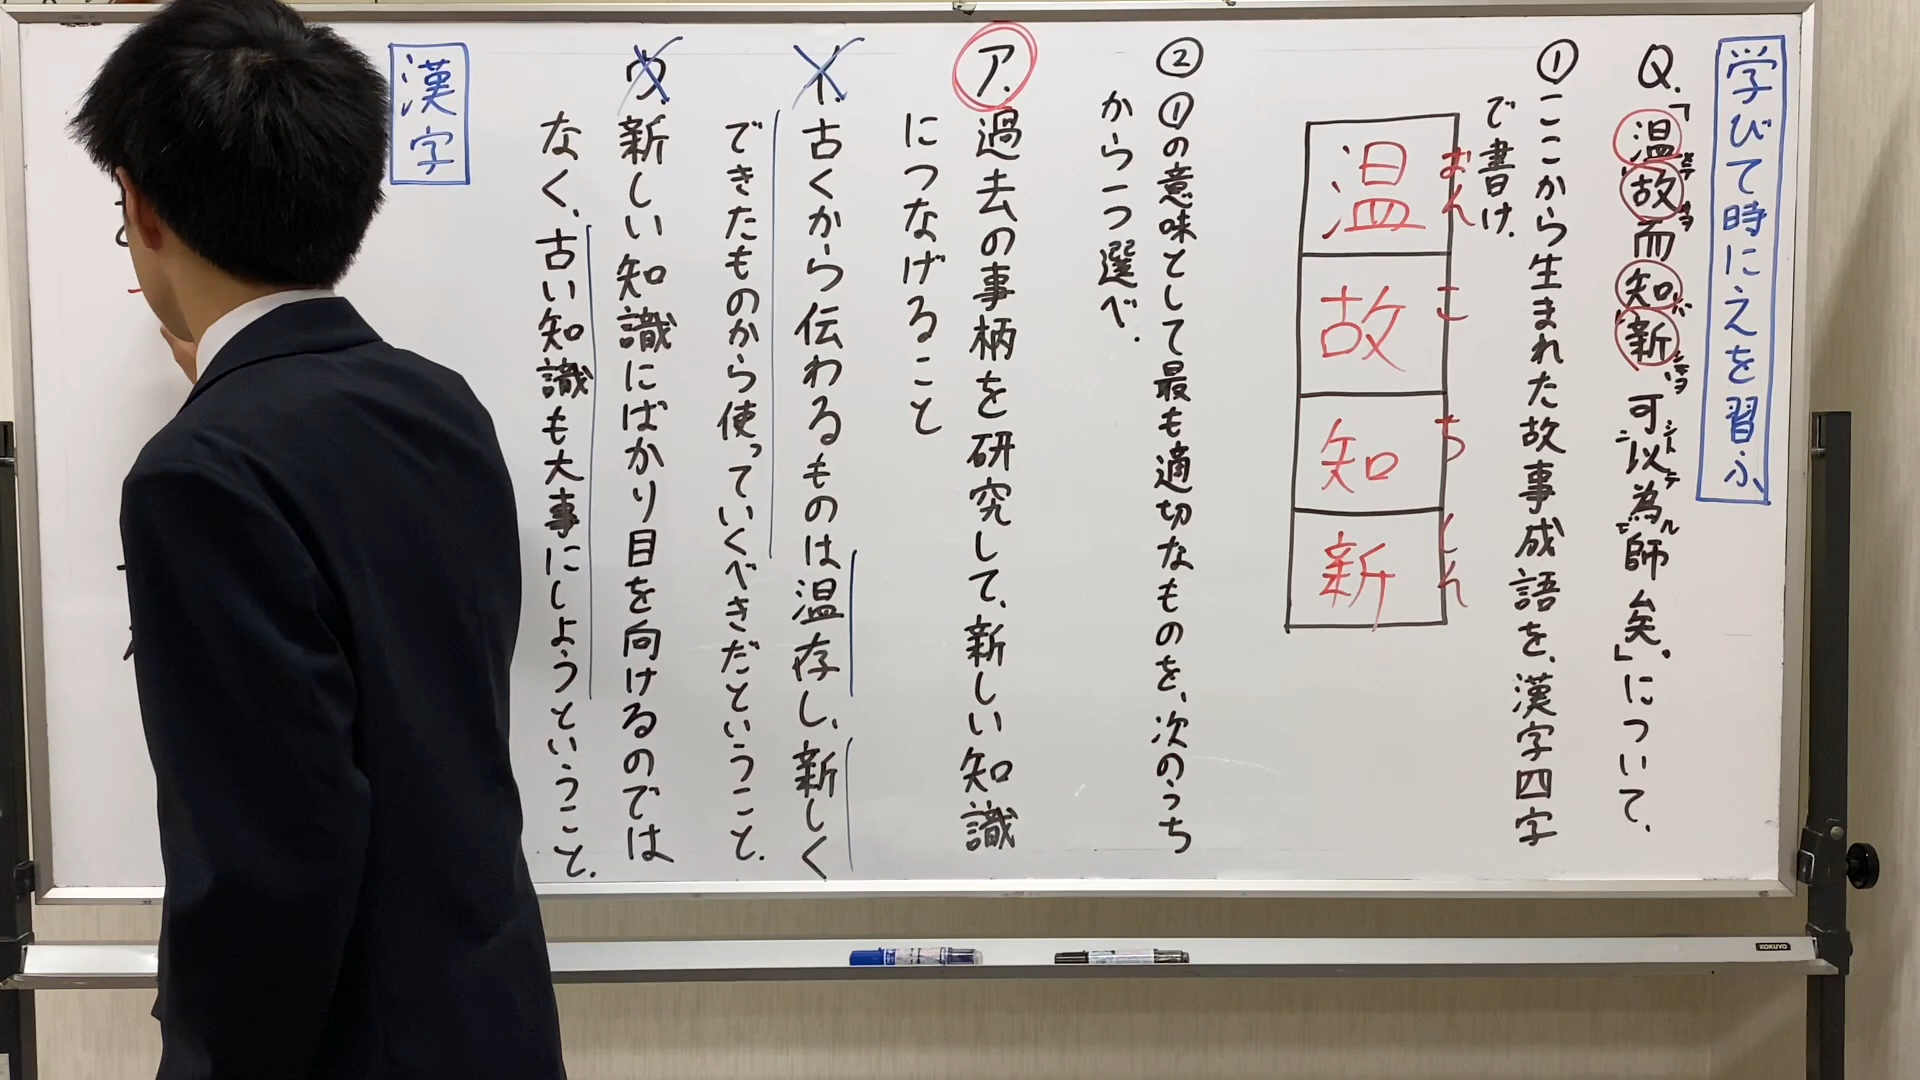 学びて時にえを習ふ
Q.「温故而知新可以為師矣。」について、
①ここから生まれた故事成語を、漢字四字
で書け.
温故知新
おんこちしん
②①の意味として最も適切なものを、次のうち
から一つ選べ.
ア.過去の事柄を研究して、新しい知識
につなげること
イ.古くから伝わるものは温存し、新しく
できたものから使っていくべきだということ.
ウ.新しい知識にばかり目を向けるのでは
なく、古い知識も大事にしようということ.
漢字
KOKUYO